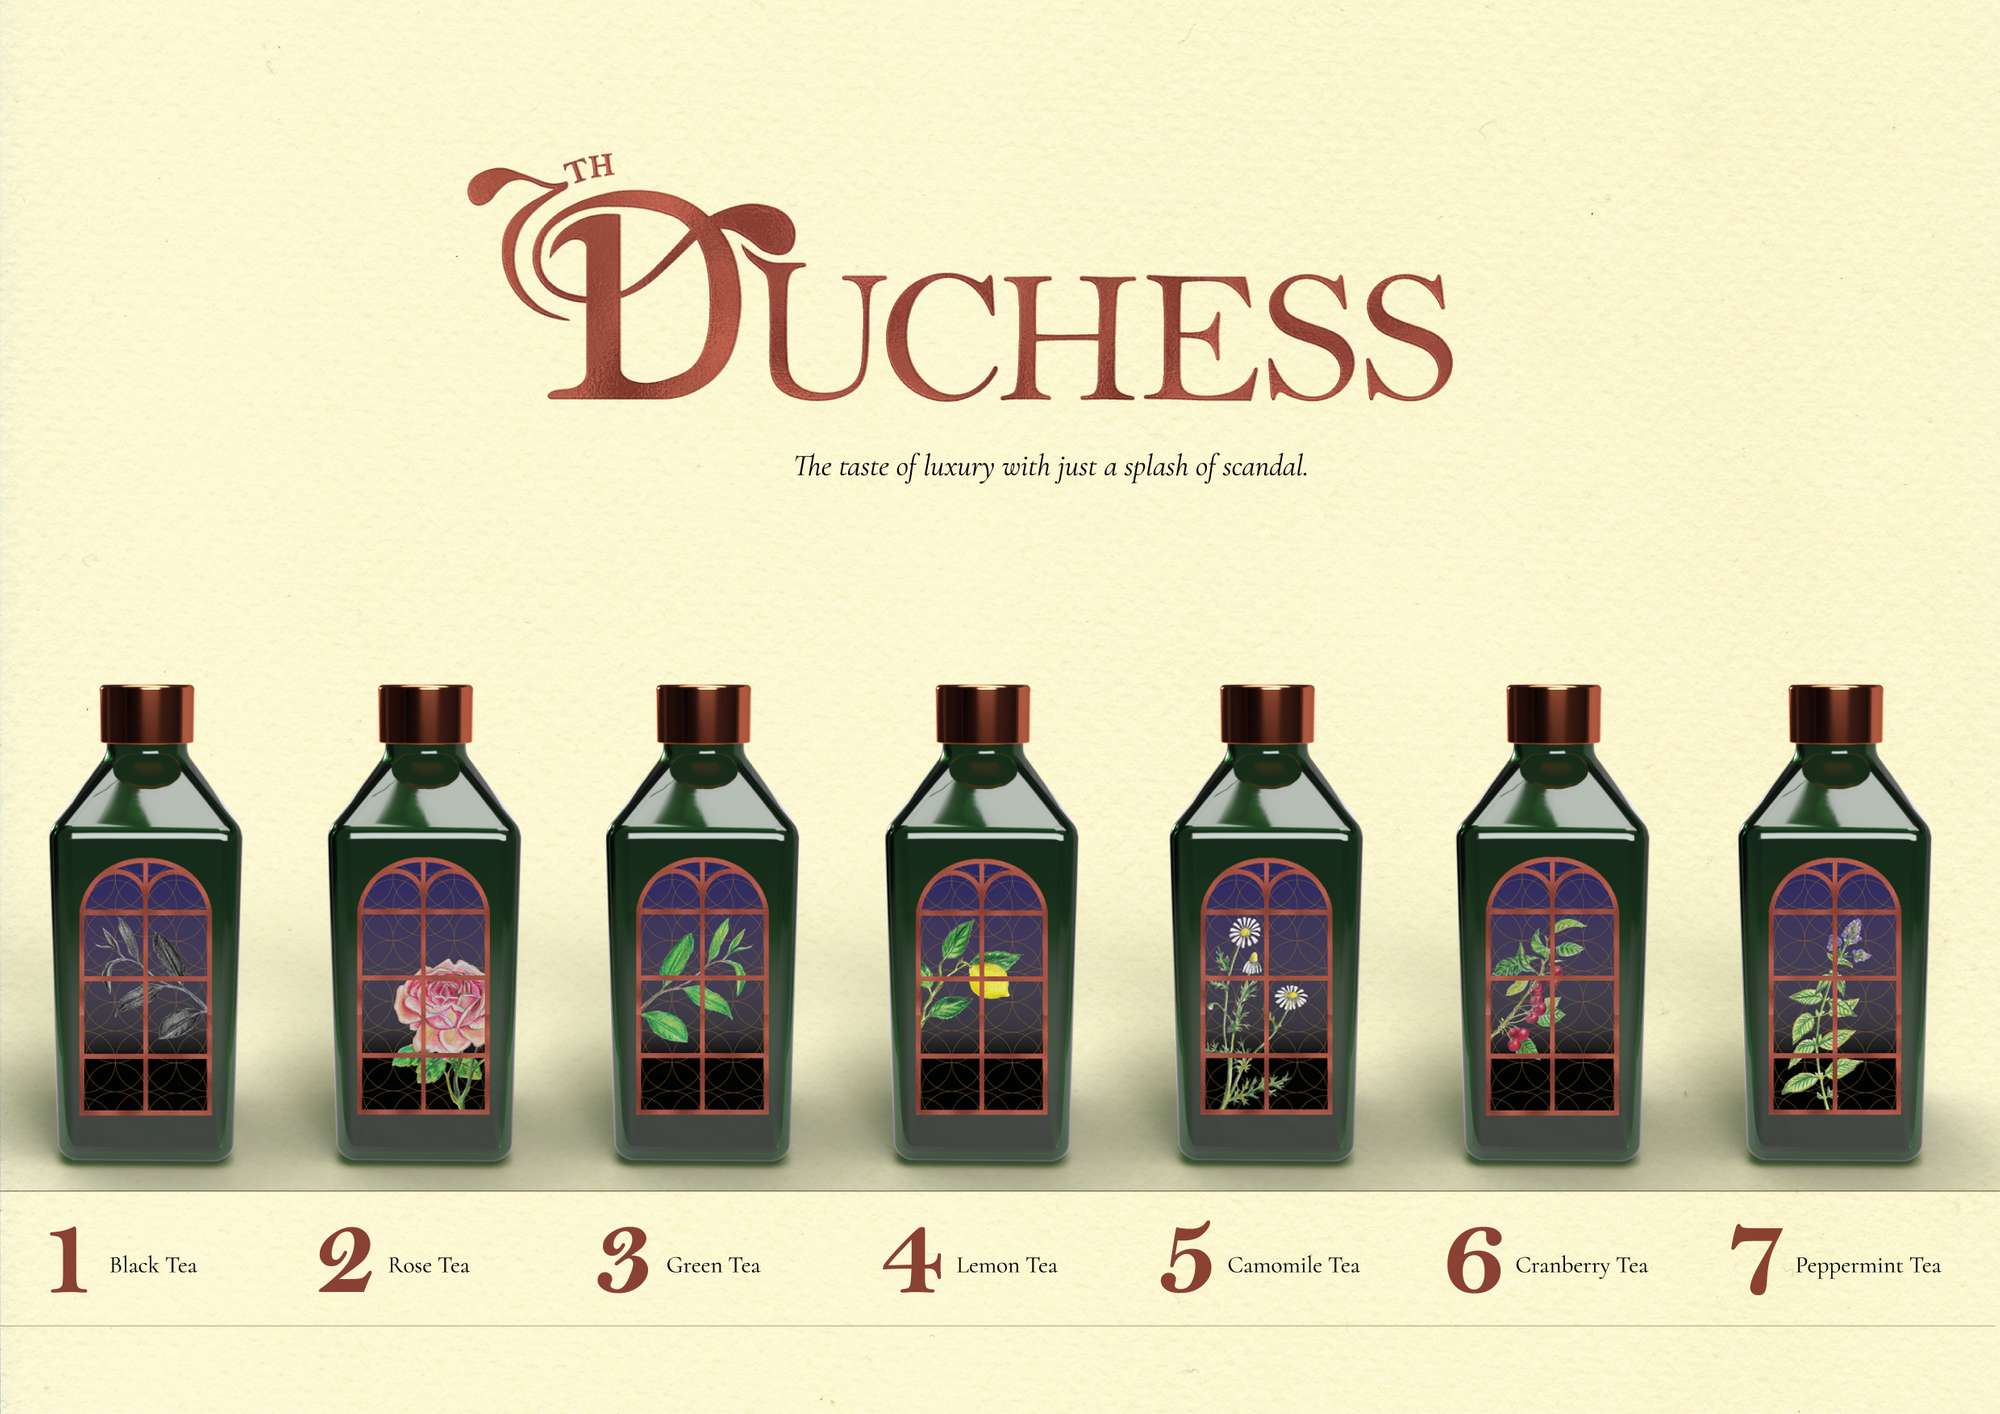 7TH
DUCHESS
The taste of luxury with just a splash of scandal.
1 Black Tea
2 Rose Tea
3 Green Tea
4 Lemon Tea
5 Camomile Tea
6 Cranberry Tea
7 Peppermint Tea